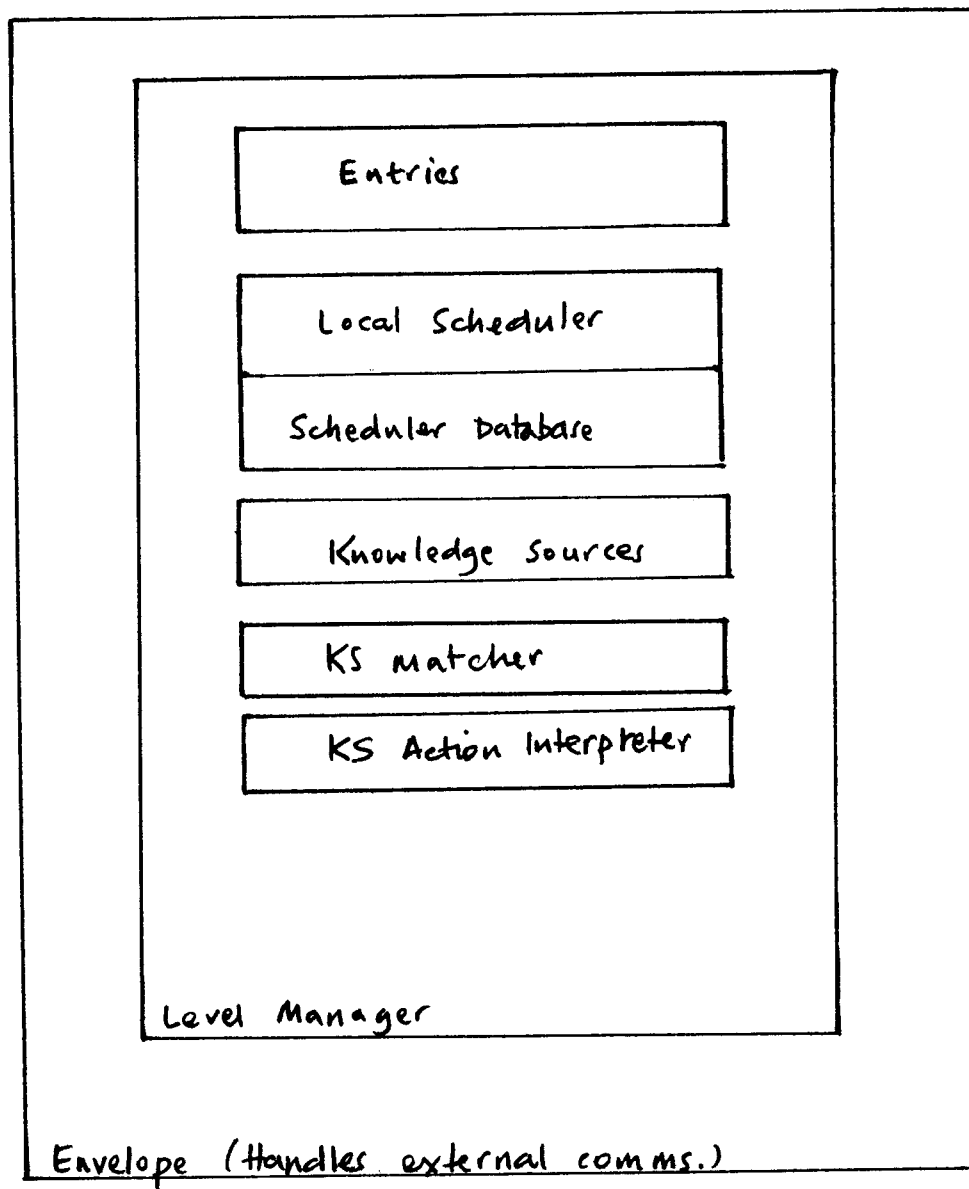 Entries
Local Scheduler
Scheduler Database
Knowledge Sources
KS Matcher
KS Action Interpreter
Level Manager
Envelope (Handles external comms.)